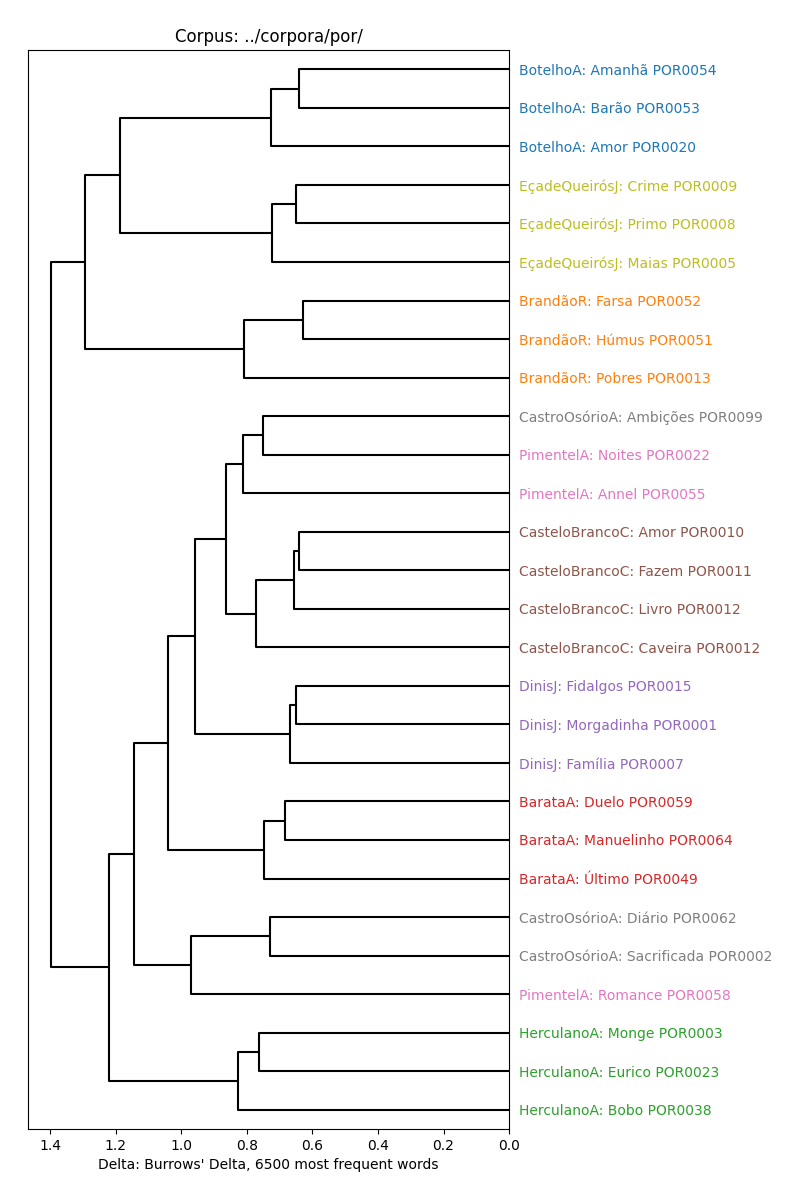 Corpus: ../corpora/por/
BotelhoA: Amanhã POR0054
BotelhoA: Barão POR0053
BotelhoA: Amor POR0020
EçadeQueirósJ: Crime POR0009
EçadeQueirósJ: Primo POR0008
EçadeQueirósJ: Maias POR0005
BrandãoR: Farsa POR0052
BrandãoR: Húmus POR0051
BrandãoR: Pobres POR0013
CastroOsórioA: Ambições POR0099
PimentelA: Noites POR0022
PimentelA: Annel POR0055
CasteloBrancoC: Amor POR0010
CasteloBrancoC: Fazem POR0011
CasteloBrancoC: Livro POR0012
CasteloBrancoC: Caveira POR0012
DinisJ: Fidalgos POR0015
DinisJ: Morgadinha POR0001
DinisJ: Família POR0007
BarataA: Duelo POR0059
BarataA: Manuelinho POR0064
BarataA: Último POR0049
CastroOsórioA: Diário POR0062
CastroOsórioA: Sacrificada POR0002
PimentelA: Romance POR0058
HerculanoA: Monge POR0003
HerculanoA: Eurico POR0023
HerculanoA: Bobo POR0038
1.4 1.2 1.0 0.8 0.6 0.4 0.2 0.0
Delta: Burrows' Delta, 6500 most frequent words